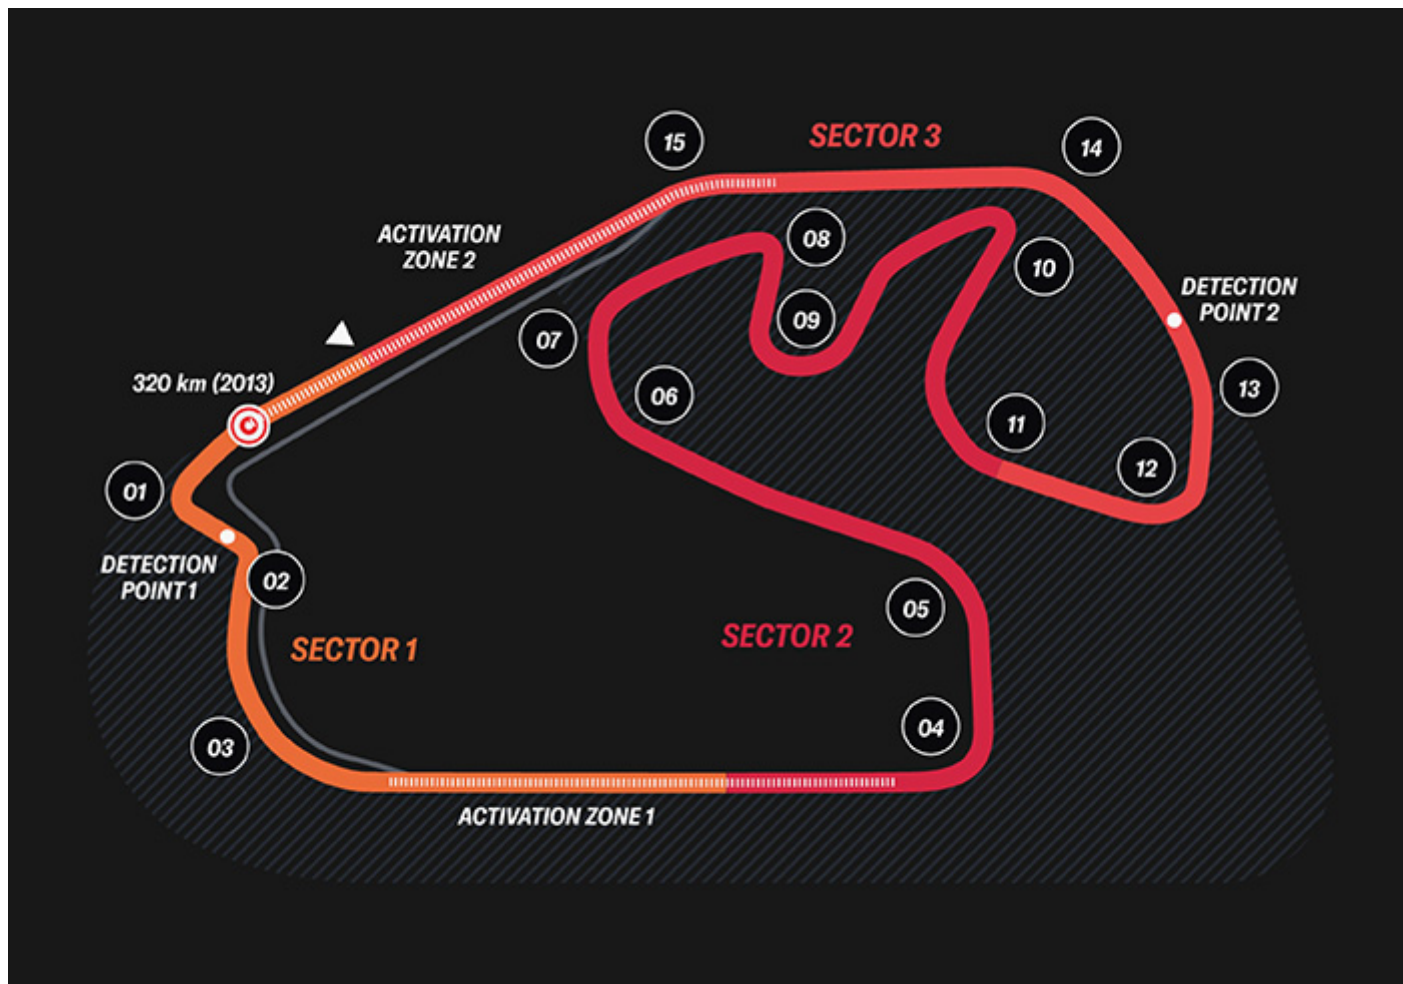 15
SECTOR 3
14
ACTIVATION
ZONE 2
08
10
DETECTION
POINT 2
07
09
320 km (2013)
06
13
11
01
12
DETECTION
POINT 1
02
05
SECTOR 1
SECTOR 2
03
04
ACTIVATION ZONE 1